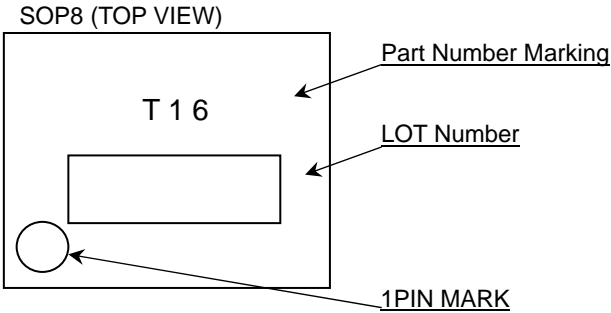 SOP8 (TOP VIEW)
Part Number Marking
T 1 6
LOT Number
1PIN MARK